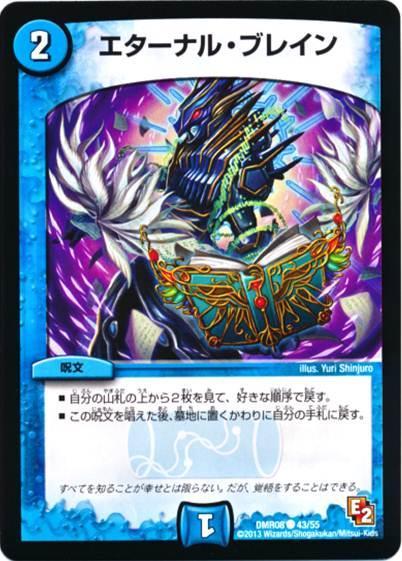 2
エターナル・ブレイン
illus. Yuri Shinjuro
呪文
■ 自分の山札の上から2枚を見て、好きな順序で戻す。
■ この呪文を唱えた後、墓地に置くかわりに自分の手札に戻す。
すべてを知ることが幸せとは限らない。だが、覚悟をすることはできる。
1
DMR08 C 43/55
©2013 Wizards/Shogakukan/Mitsui-Kids
E2